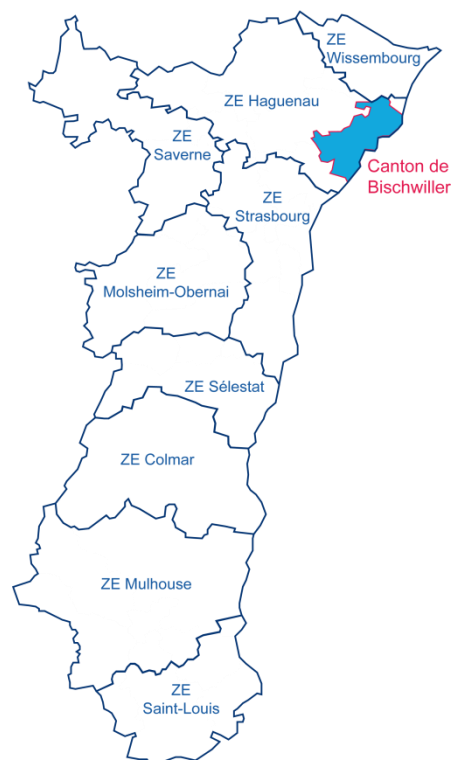 ZE
Wissembourg
ZE Haguenau
ZE
Saverne
Canton de
Bischwiller
ZE
Strasbourg
ZE
Molsheim-Obernai
ZE Sélestat
ZE Colmar
ZE Mulhouse
ZE
Saint-Louis